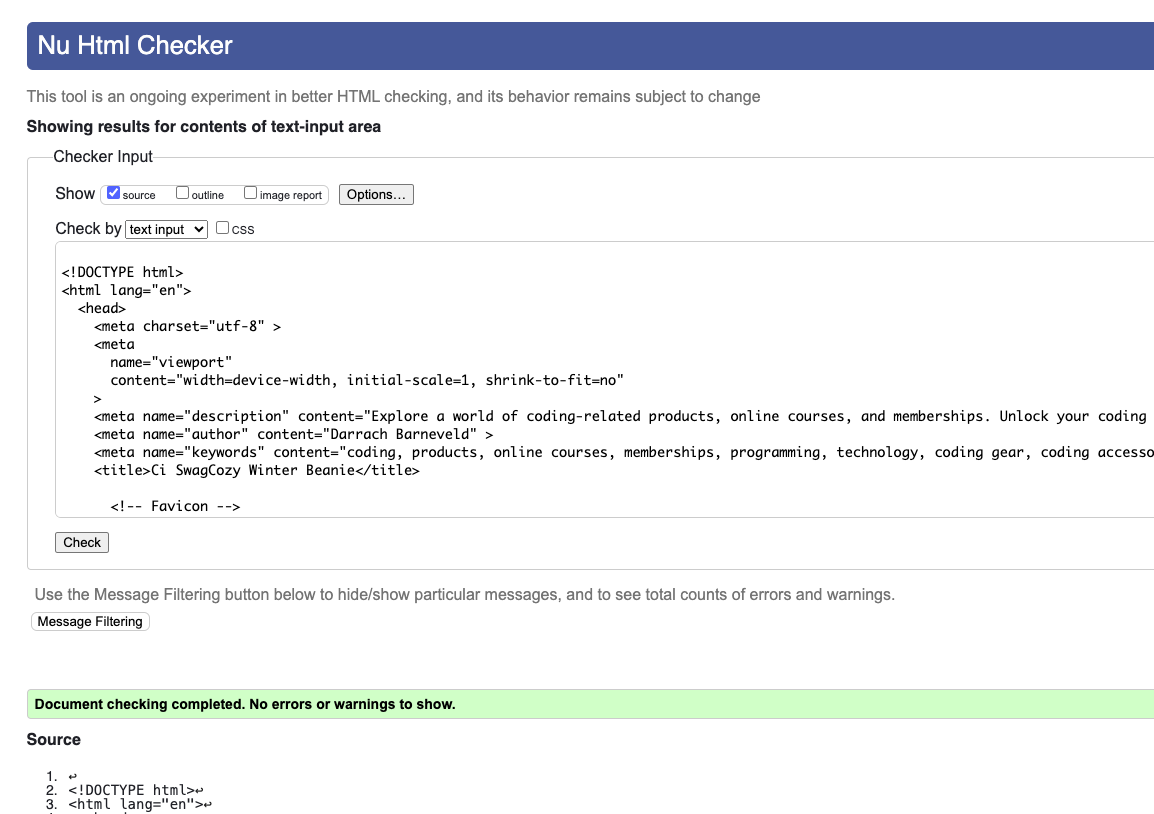 Nu Html Checker
This tool is an ongoing experiment in better HTML checking, and its behavior remains subject to change
Showing results for contents of text-input area
Checker Input
Show source outline image report Options...
Check by text input css
<!DOCTYPE html>
<html lang="en">
<head>
<meta charset="utf-8" >
<meta
name="viewport"
content="width=device-width, initial-scale=1, shrink-to-fit=no"
>
<meta name="description" content="Explore a world of coding-related products, online courses, and memberships. Unlock your coding
<meta name="author" content="Darrach Barneveld" >
<meta name="keywords" content="coding, products, online courses, memberships, programming, technology, coding gear, coding accesso
<title>Ci SwagCozy Winter Beanie</title>
<!-- Favicon -->
Check
Use the Message Filtering button below to hide/show particular messages, and to see total counts of errors and warnings.
Message Filtering
Document checking completed. No errors or warnings to show.
Source
1. ↩
2. <!DOCTYPE html>↩
3. <html lang="en">↩